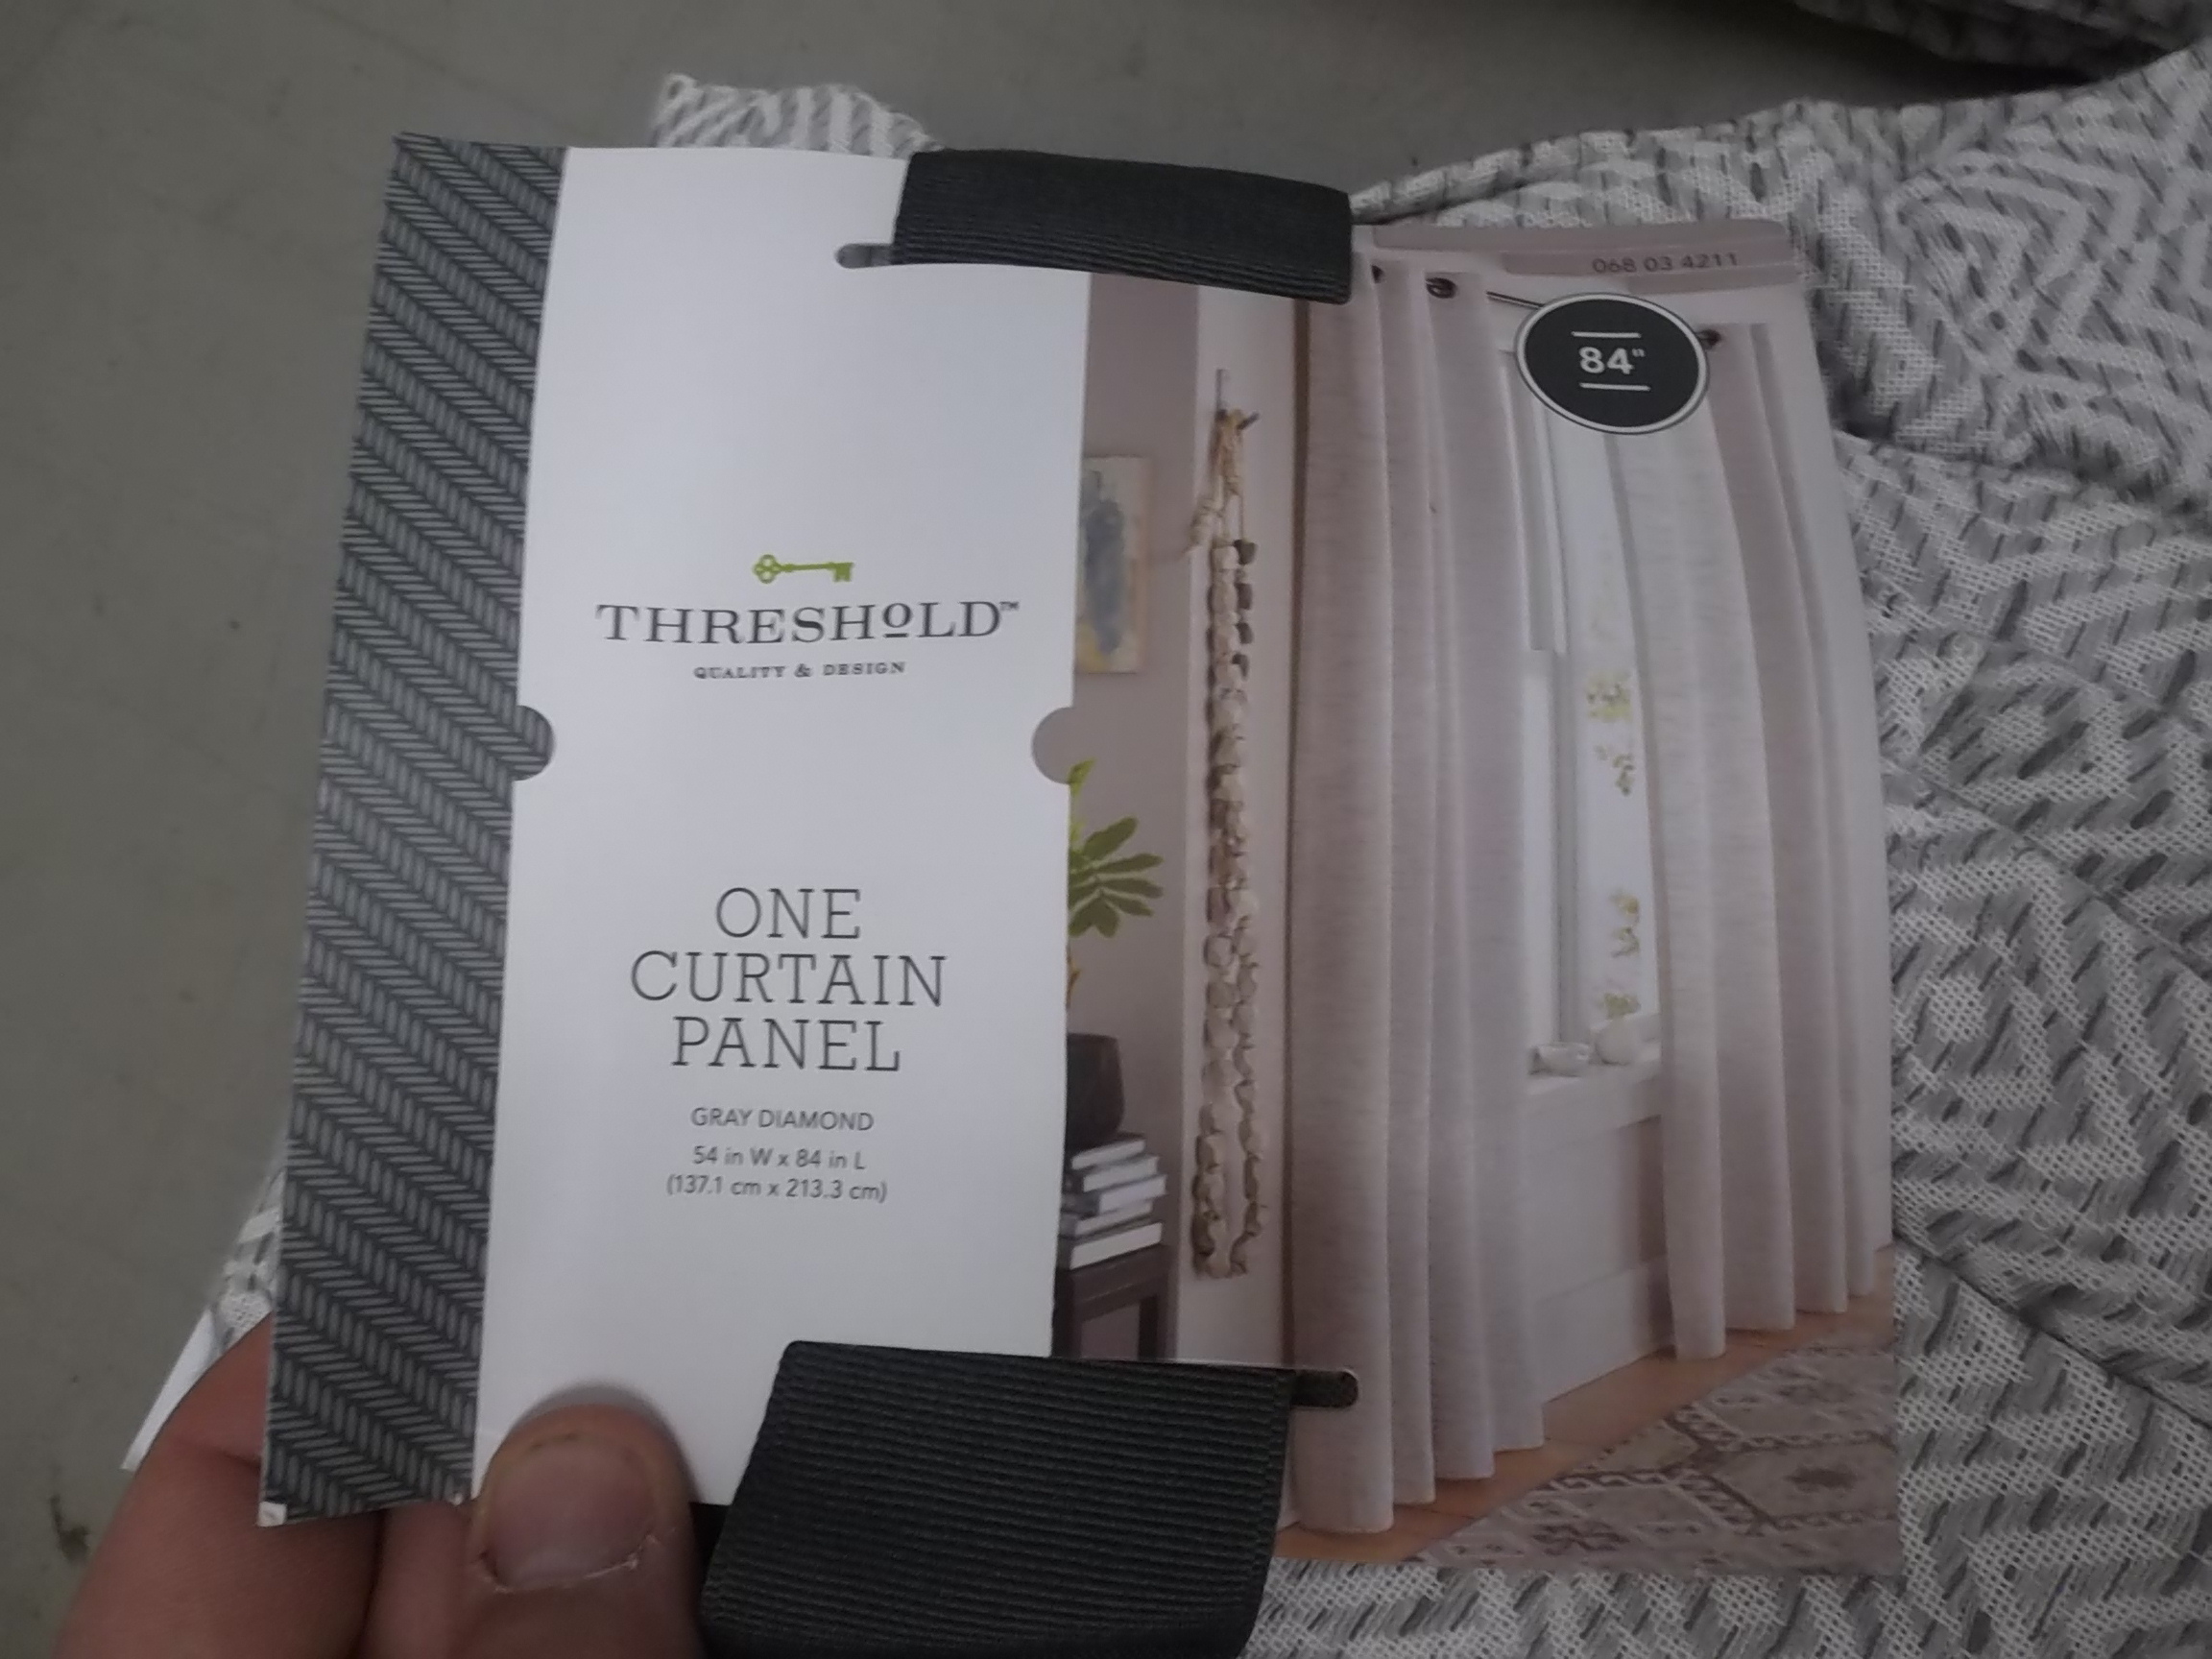 068 03 4211
84"
THRESHOLD™
QUALITY & DESIGN
ONE
CURTAIN
PANEL
GRAY DIAMOND
54 in W x 84 in L
(137.1 cm x 213.3 cm)